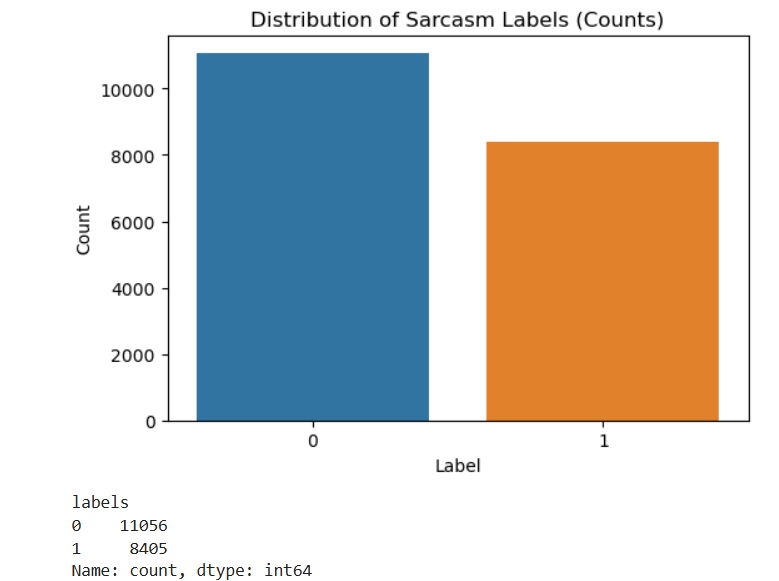 Distribution of Sarcasm Labels (Counts)
10000
8000
6000
4000
2000
0
Count
0 1
Label
labels
0    11056
1     8405
Name: count, dtype: int64